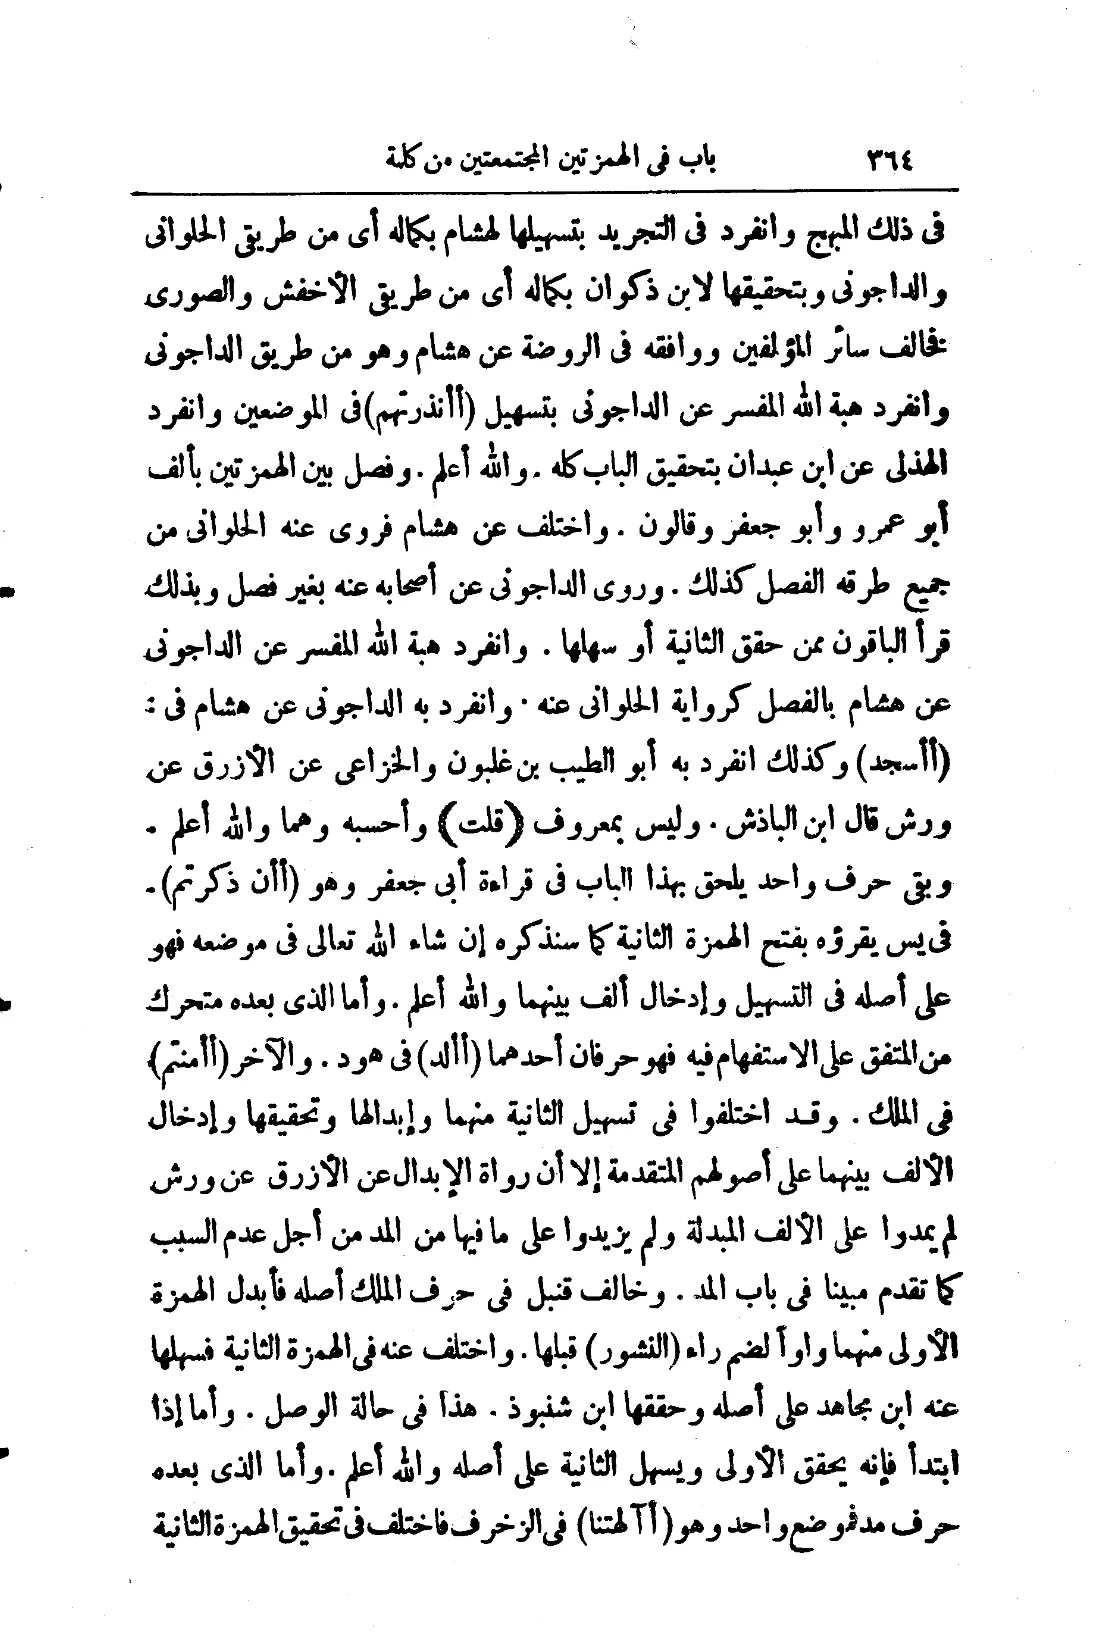 ٣٦٤ باب فى الهمزتين المجتمعتين من كلمة
فى ذلك المبهج وانفرد فى التجريد بتسهيلها لهشام بكماله أى من طريقى الحلوانى
والداجونى وبتحقيقها لابن ذكوان بكماله أى من طريقى الأخفش والصورى
فخالف سائر المؤلفين ووافقه فى الروضة عن هشام وهو من طريق الداجونى
وانفرد هبة الله المفسر عن الداجونى بتسهيل (أأنذرتهم) فى الموضعين وانفرد
الهذلى عن ابن عبدان بتحقيق الباب كله . والله أعلم . وفصل بين الهمزتين بألف
أبو عمرو وأبو جعفر وقالون . واختلف عن هشام فروى عنه الحلوانى من
جميع طرقه الفصل كذلك . وروى الداجونى عن أصحابه عنه بغير فصل وبذلك
قرأ الباقون ممن حقق الثانية أو سهلها . وانفرد هبة الله المفسر عن الداجونى
عن هشام بالفصل كرواية الحلوانى عنه . وانفرد به الداجونى عن هشام فى :
(أأسجد) وكذلك انفرد به أبو الطيب بن غلبون والخزاعى عن الأزرق عن
ورش قال ابن الباذش . وليس بمعروف (قلت) وأحسبه وهما والله أعلم .
وبقى حرف واحد يلحق بهذا الباب فى قراءة أبى جعفر وهو (أأن ذكرتم) .
فى يس يقرؤه بفتح الهمزة الثانية كما سنذكره إن شاء الله تعالى فى موضعه فهو
على أصله فى التسهيل وإدخال ألف بينهما والله أعلم . وأما الذى بعده متحرك
من المتفق على الاستفهام فيه فهو حرفان أحدهما (أألد) فى هود . والآخر (أأمنتم)
فى الملك . وقد اختلفوا فى تسهيل الثانية منهما وإبدالها وتحقيقها وإدخال
الألف بينهما على أصولهم المتقدمة إلا أن رواة الإبدال عن الأزرق عن ورش
لم يمدوا على الألف المبدلة ولم يزيدوا على ما فيها من المد من أجل عدم السبب
كما تقدم مبينا فى باب المد . وخالف قنبل فى حرف الملك أصله فأبدل الهمزة
الأولى منهما واواً لضم راء (النشور) قبلها . واختلف عنه فى الهمزة الثانية فسهلها
عنه ابن مجاهد على أصله وحققها ابن شنبوذ . هذا فى حالة الوصل . وأما إذا
ابتدأ فإنه يحقق الأولى ويسهل الثانية على أصله والله أعلم . وأما الذى بعده
حرف مد فموضع واحد وهو (أآلهتنا) فى الزخرف فاختلف فى تحقيق الهمزة الثانية